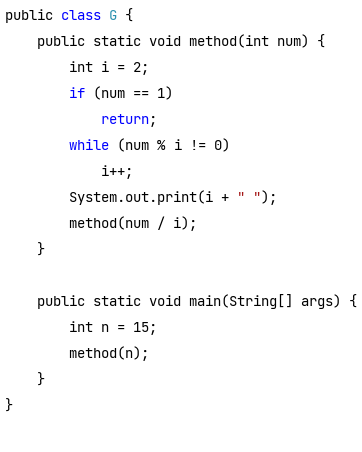 public class G {
    public static void method(int num) {
        int i = 2;
        if (num == 1)
            return;
        while (num % i != 0)
            i++;
        System.out.print(i + " ");
        method(num / i);
    }

    public static void main(String[] args) {
        int n = 15;
        method(n);
    }
}